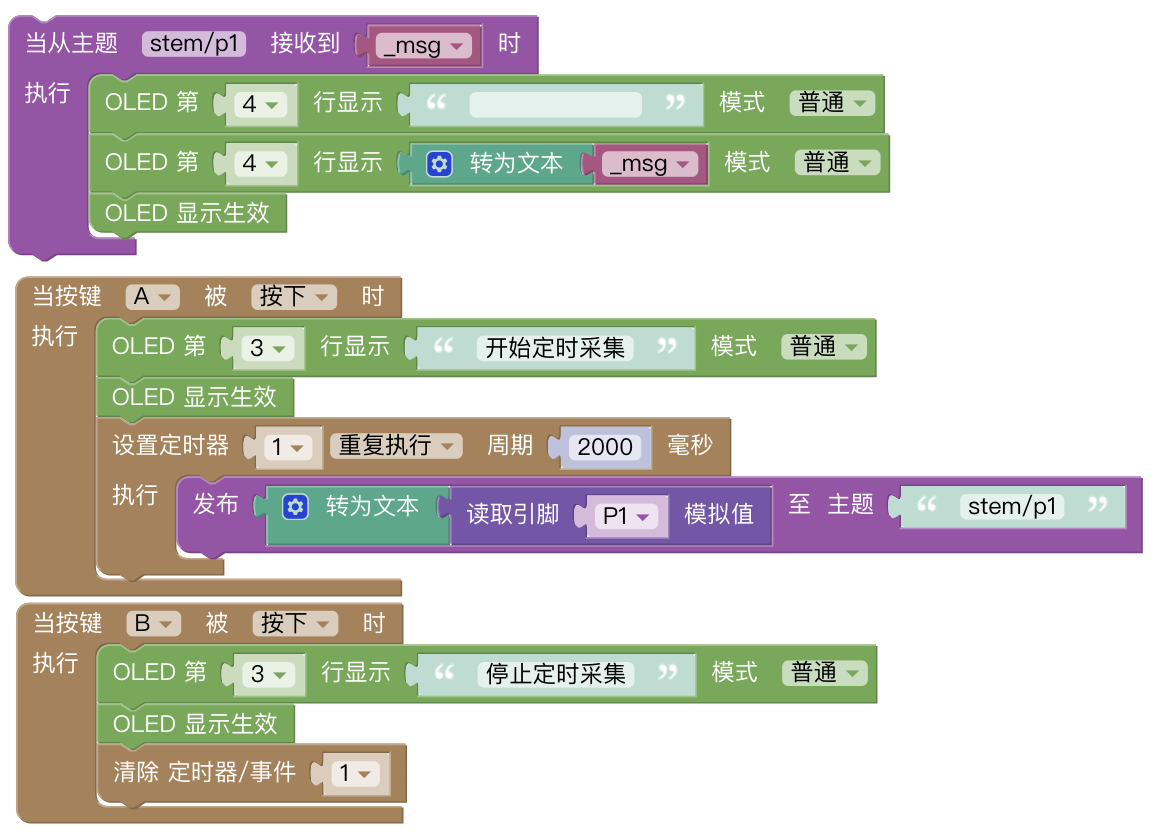 当从主题 stem/p1 接收到 _msg 时
执行
OLED 第 4 行显示 “ ” 模式 普通
OLED 第 4 行显示 转为文本 _msg 模式 普通
OLED 显示生效
当按键 A 被 按下 时
执行
OLED 第 3 行显示 “ 开始定时采集 ” 模式 普通
OLED 显示生效
设置定时器 1 重复执行 周期 2000 毫秒
执行 发布 转为文本 读取引脚 P1 模拟值 至 主题 “ stem/p1 ”
当按键 B 被 按下 时
执行
OLED 第 3 行显示 “ 停止定时采集 ” 模式 普通
OLED 显示生效
清除 定时器/事件 1